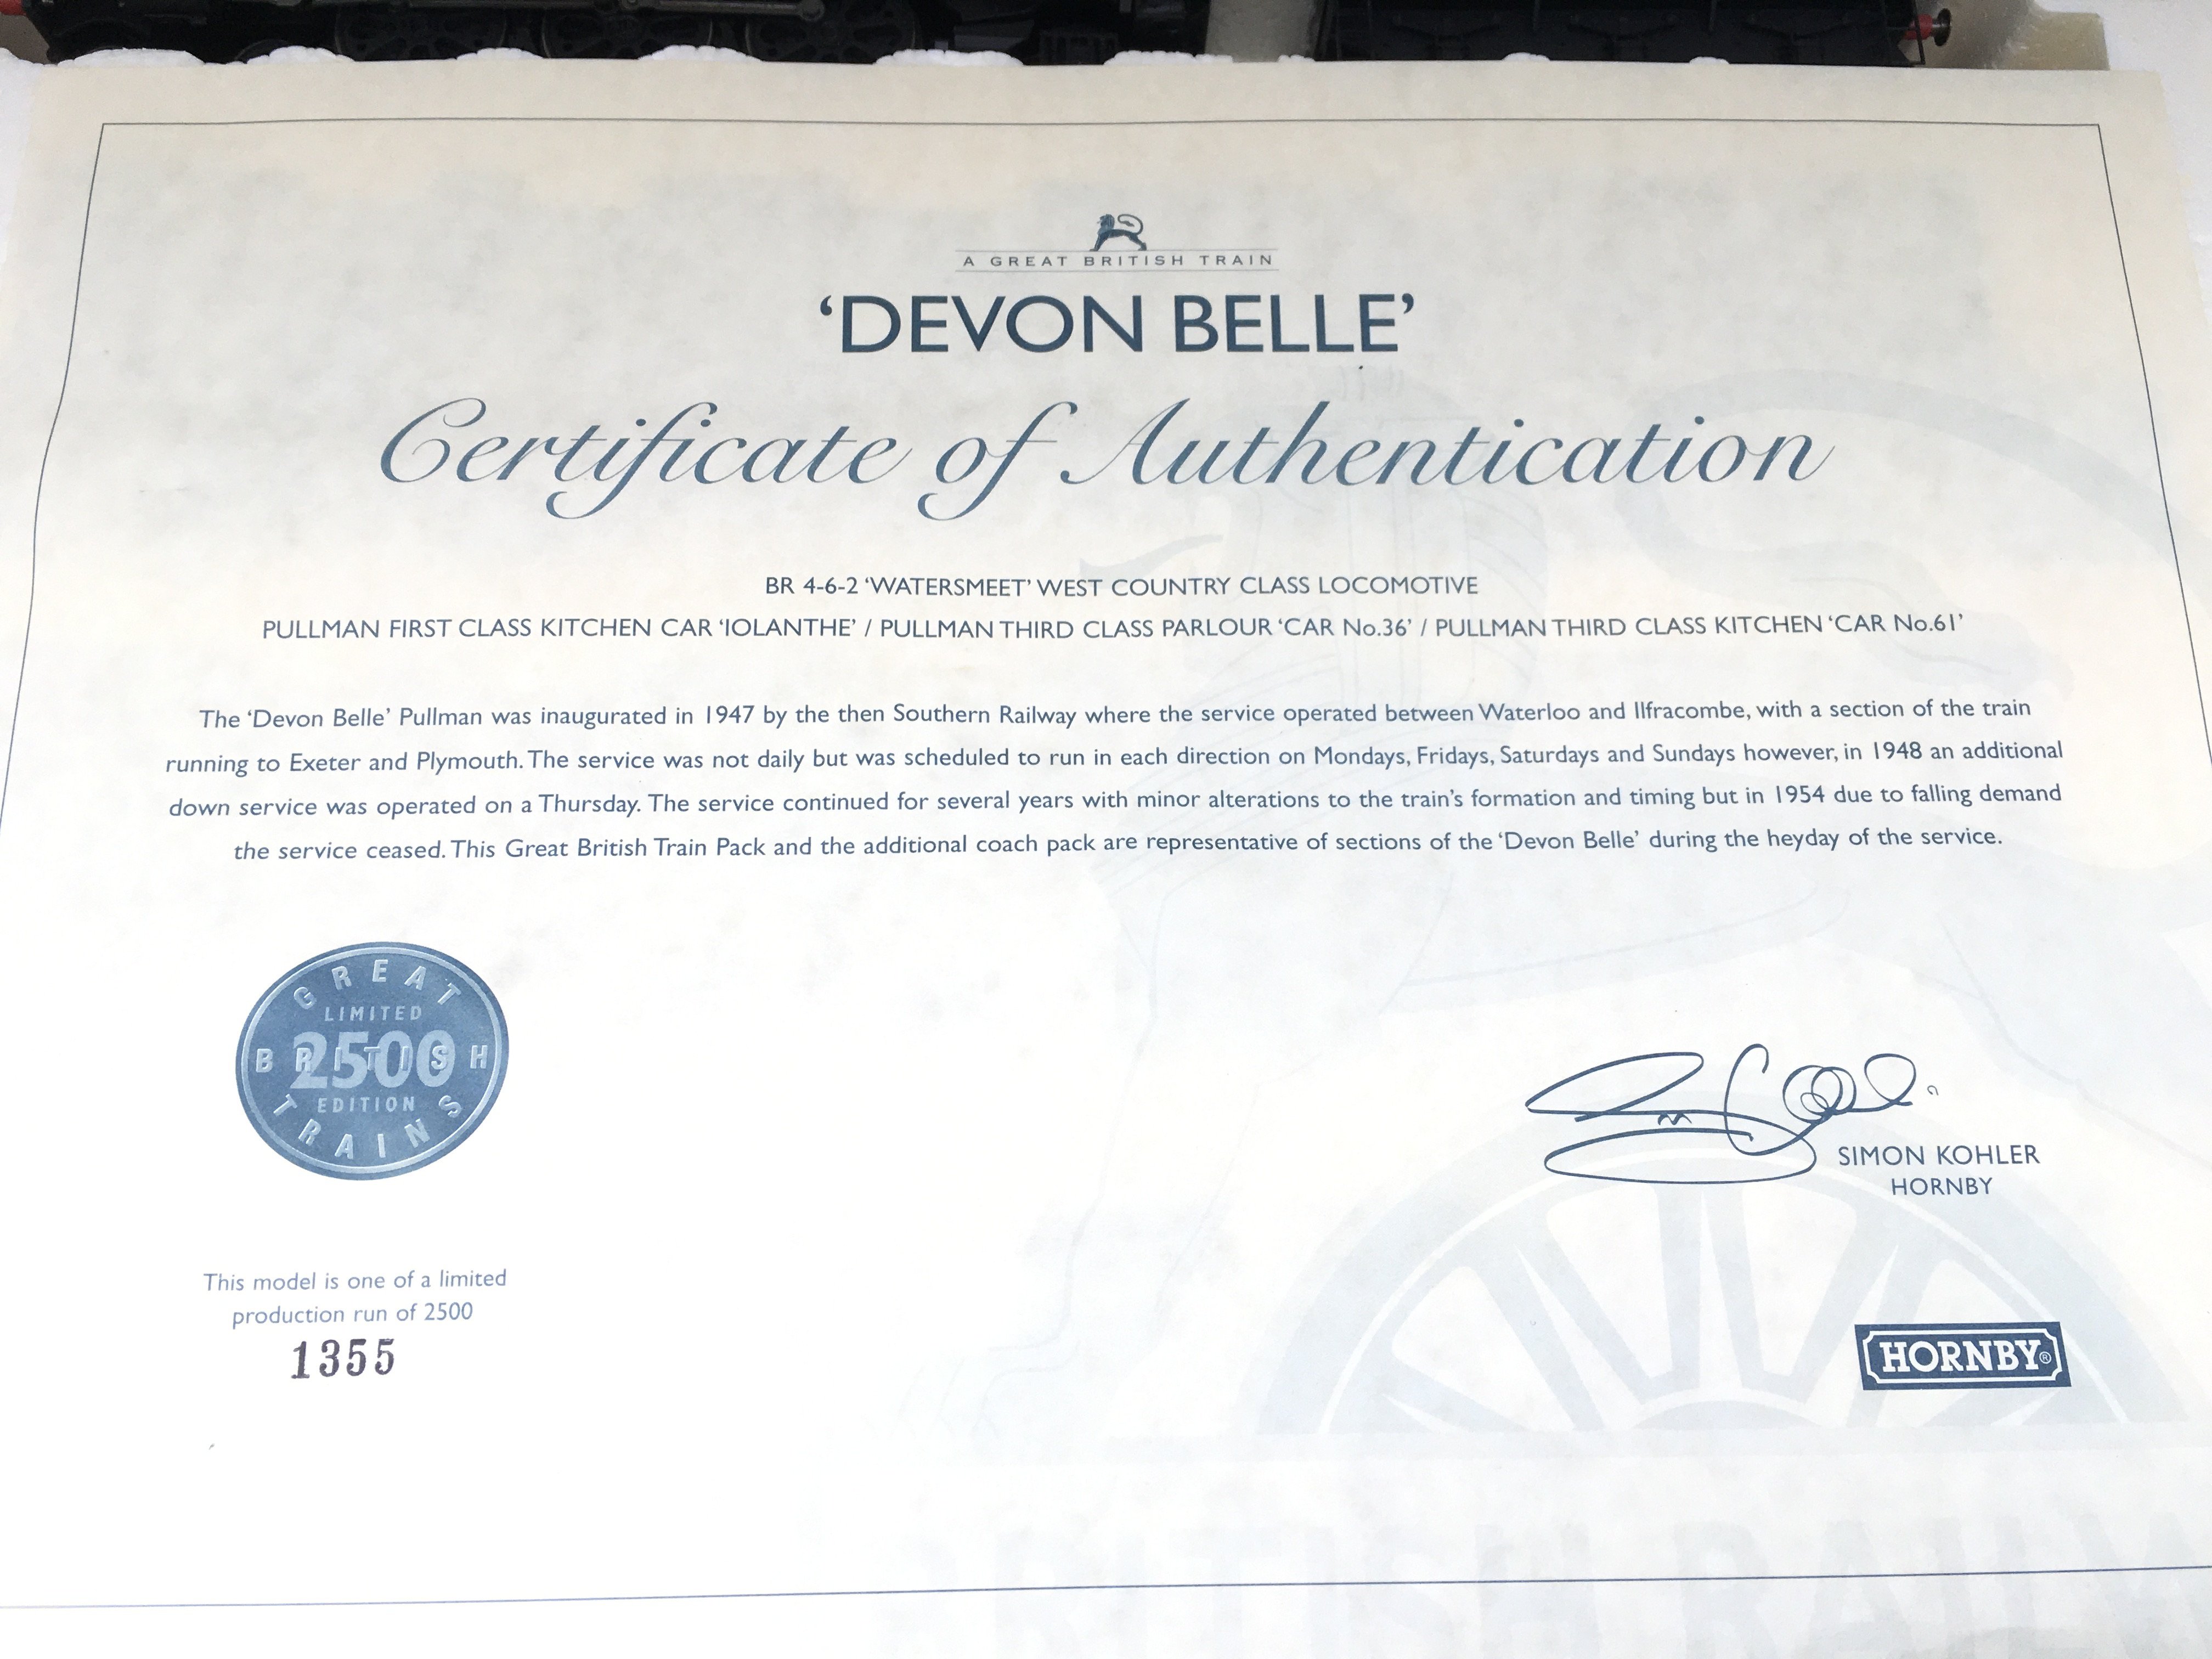 A GREAT BRITISH TRAIN
‘DEVON BELLE’
Certificate of Authentication
BR 4-6-2 ‘WATERSMEET’ WEST COUNTRY CLASS LOCOMOTIVE
PULLMAN FIRST CLASS KITCHEN CAR ‘IOLANTHE’ / PULLMAN THIRD CLASS PARLOUR ‘CAR No.36’ / PULLMAN THIRD CLASS KITCHEN ‘CAR No.61’
The ‘Devon Belle’ Pullman was inaugurated in 1947 by the then Southern Railway where the service operated between Waterloo and Ilfracombe, with a section of the train
running to Exeter and Plymouth. The service was not daily but was scheduled to run in each direction on Mondays, Fridays, Saturdays and Sundays however, in 1948 an additional
down service was operated on a Thursday. The service continued for several years with minor alterations to the train’s formation and timing but in 1954 due to falling demand
the service ceased. This Great British Train Pack and the additional coach pack are representative of sections of the ‘Devon Belle’ during the heyday of the service.
GREAT
LIMITED
2500
BRITISH
EDITION
TRAINS
SIMON KOHLER
HORNBY
This model is one of a limited
production run of 2500
1355
HORNBY®
BRITISH RAILW